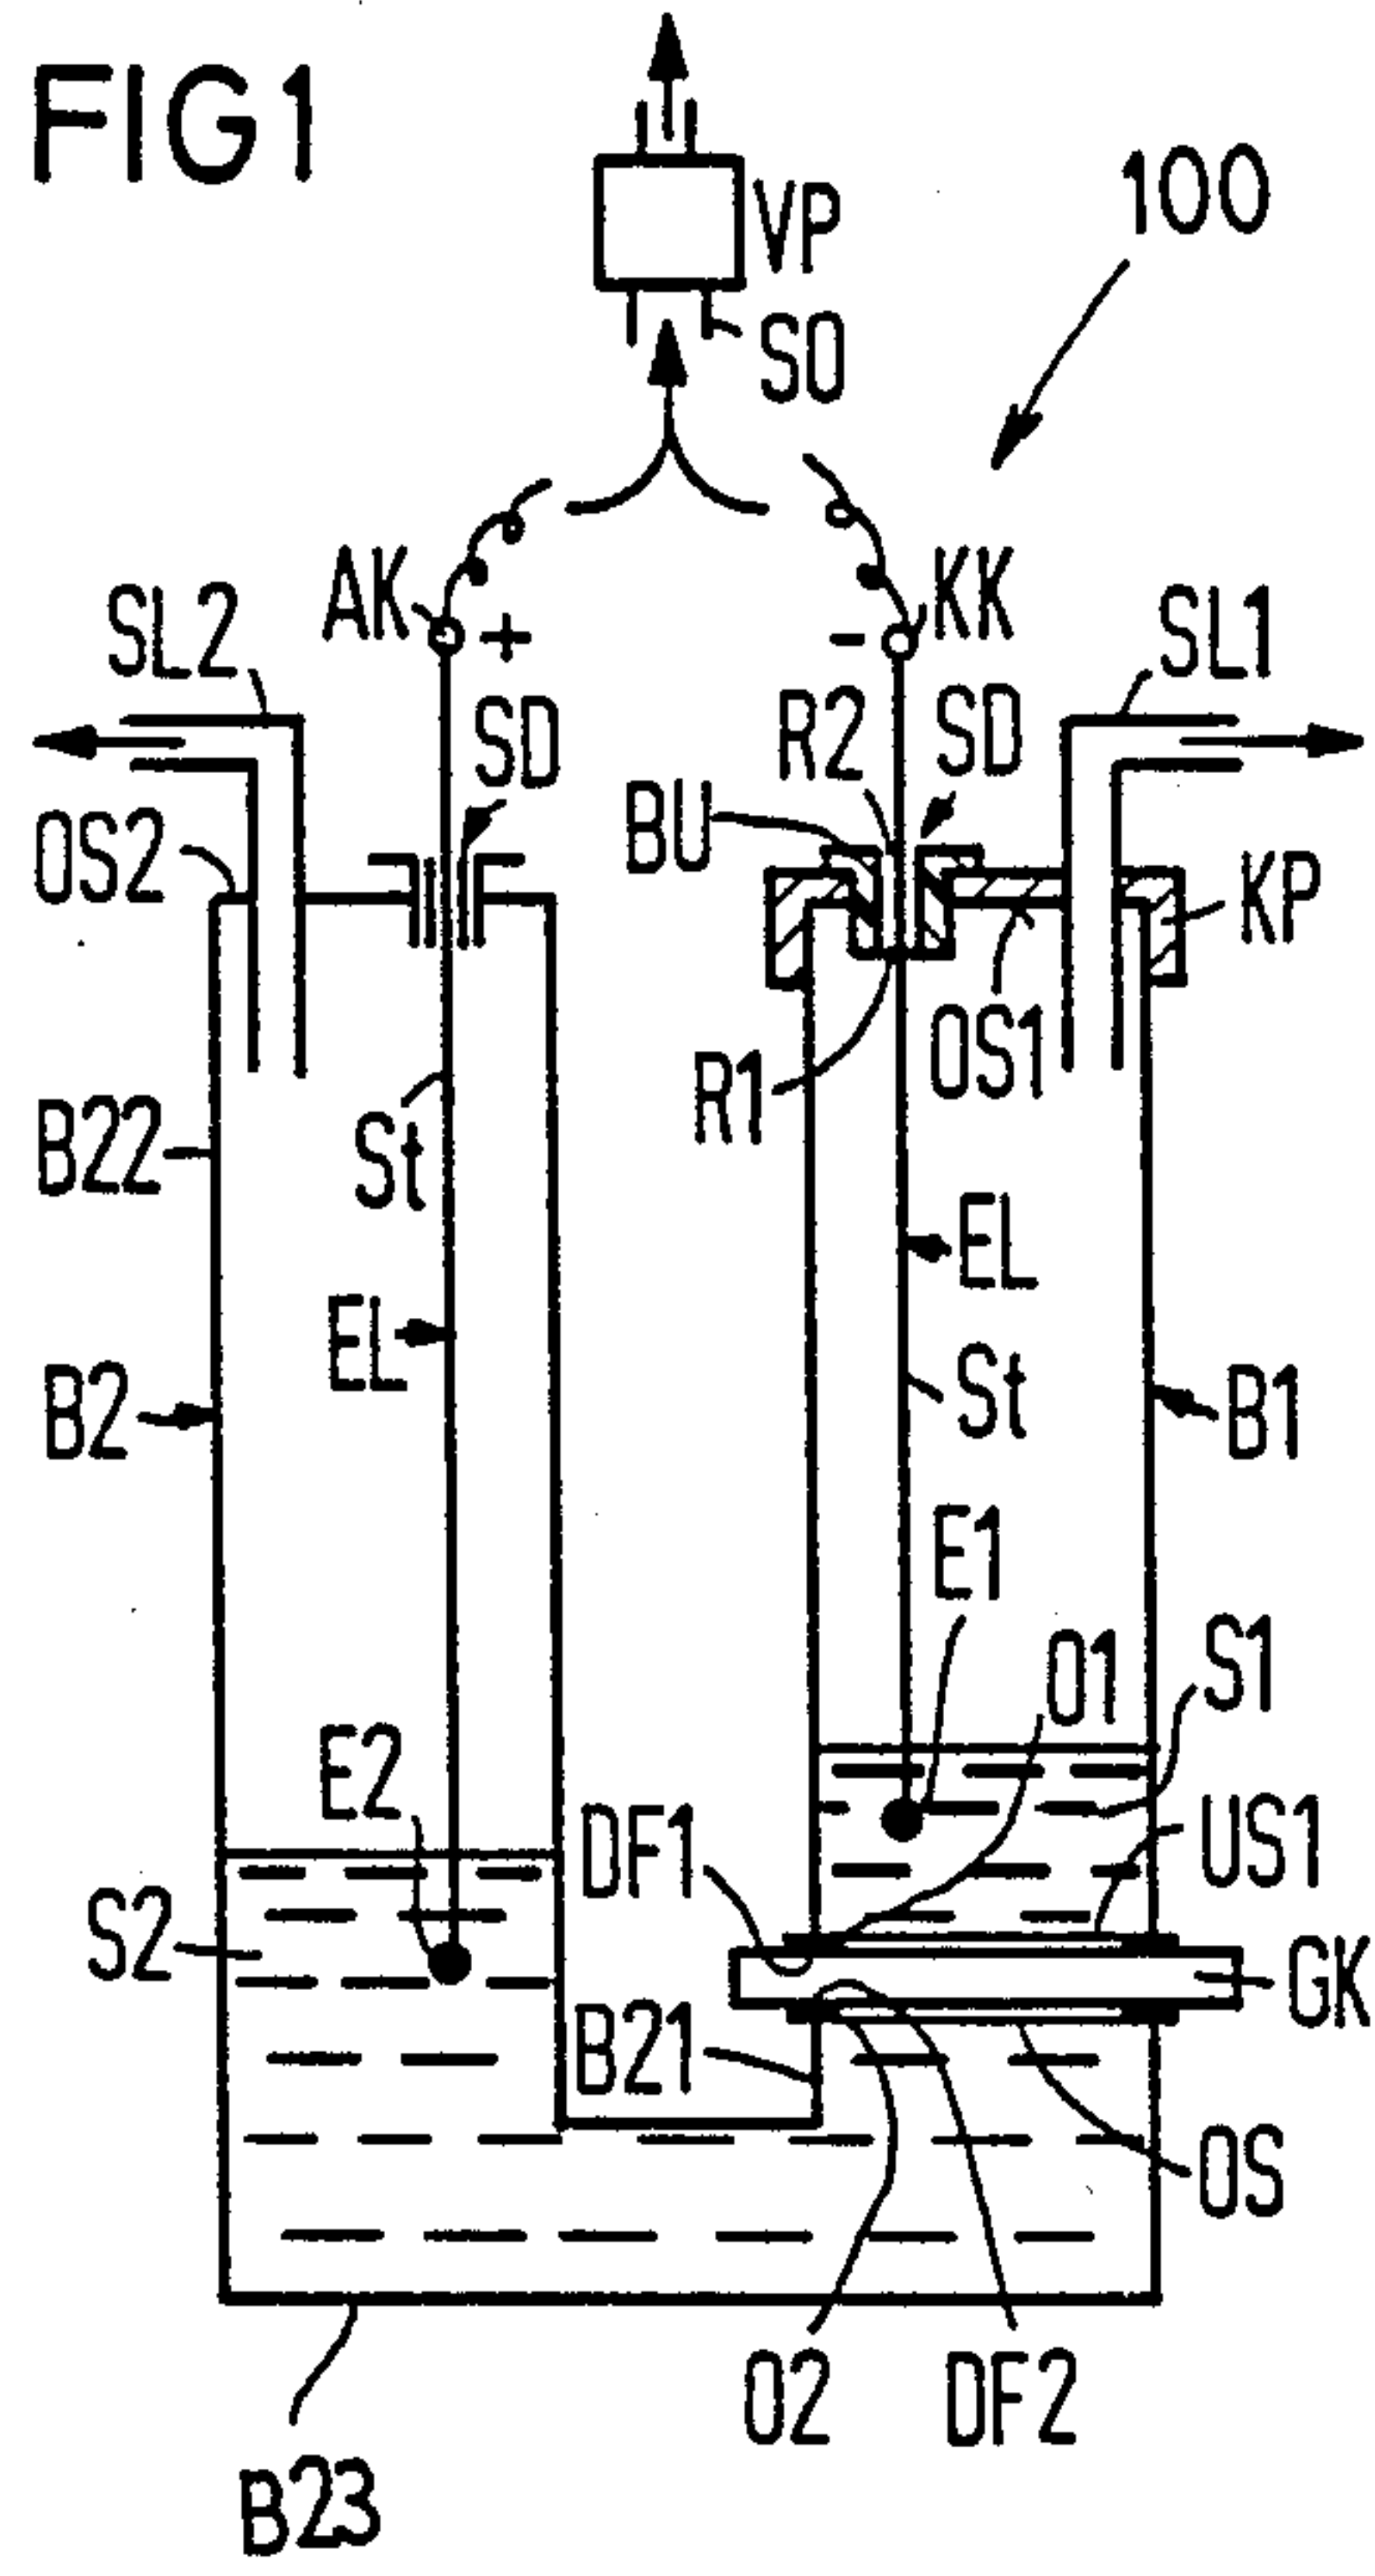 FIG1
100
VP
SO
AK
+
-
KK
SL2
SL1
SD
R2
SD
BU
OS2
KP
R1
OS1
B22
St
EL
EL
B2
St
B1
E1
O1
S1
E2
DF1
US1
S2
GK
B21
OS
O2
DF2
B23